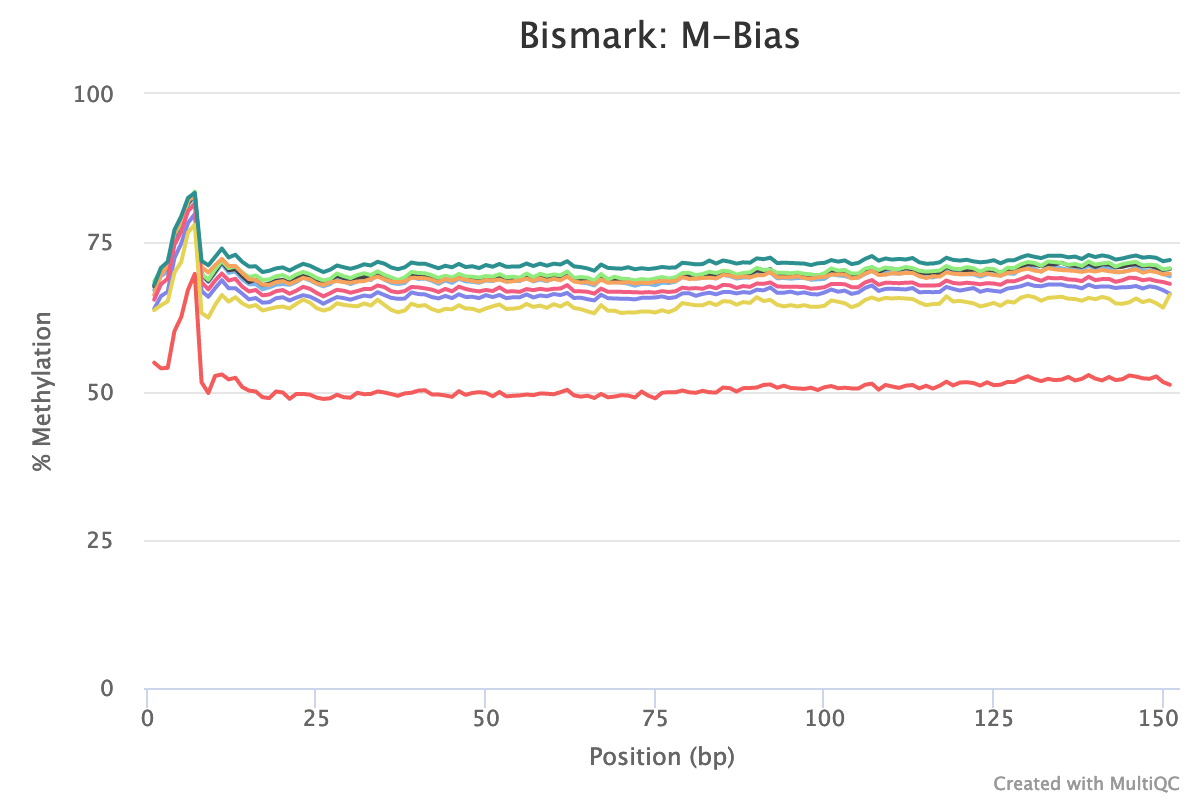 Bismark: M-Bias
100
75
50
25
0
% Methylation
0 25 50 75 100 125 150
Position (bp)
Created with MultiQC